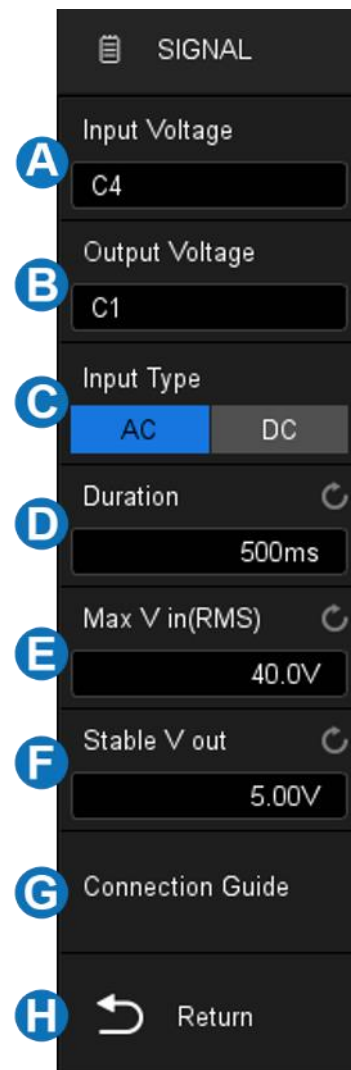 SIGNAL
A
Input Voltage
C4
B
Output Voltage
C1
C
Input Type
AC DC
D
Duration
500ms
E
Max V in(RMS)
40.0V
F
Stable V out
5.00V
G
Connection Guide
H
Return